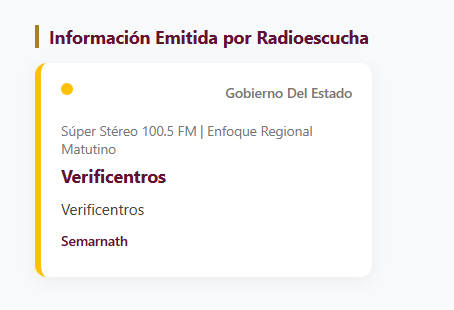 Información Emitida por Radioescucha
Gobierno Del Estado
Súper Stéreo 100.5 FM | Enfoque Regional
Matutino
Verificentros
Verificentros
Semarnath